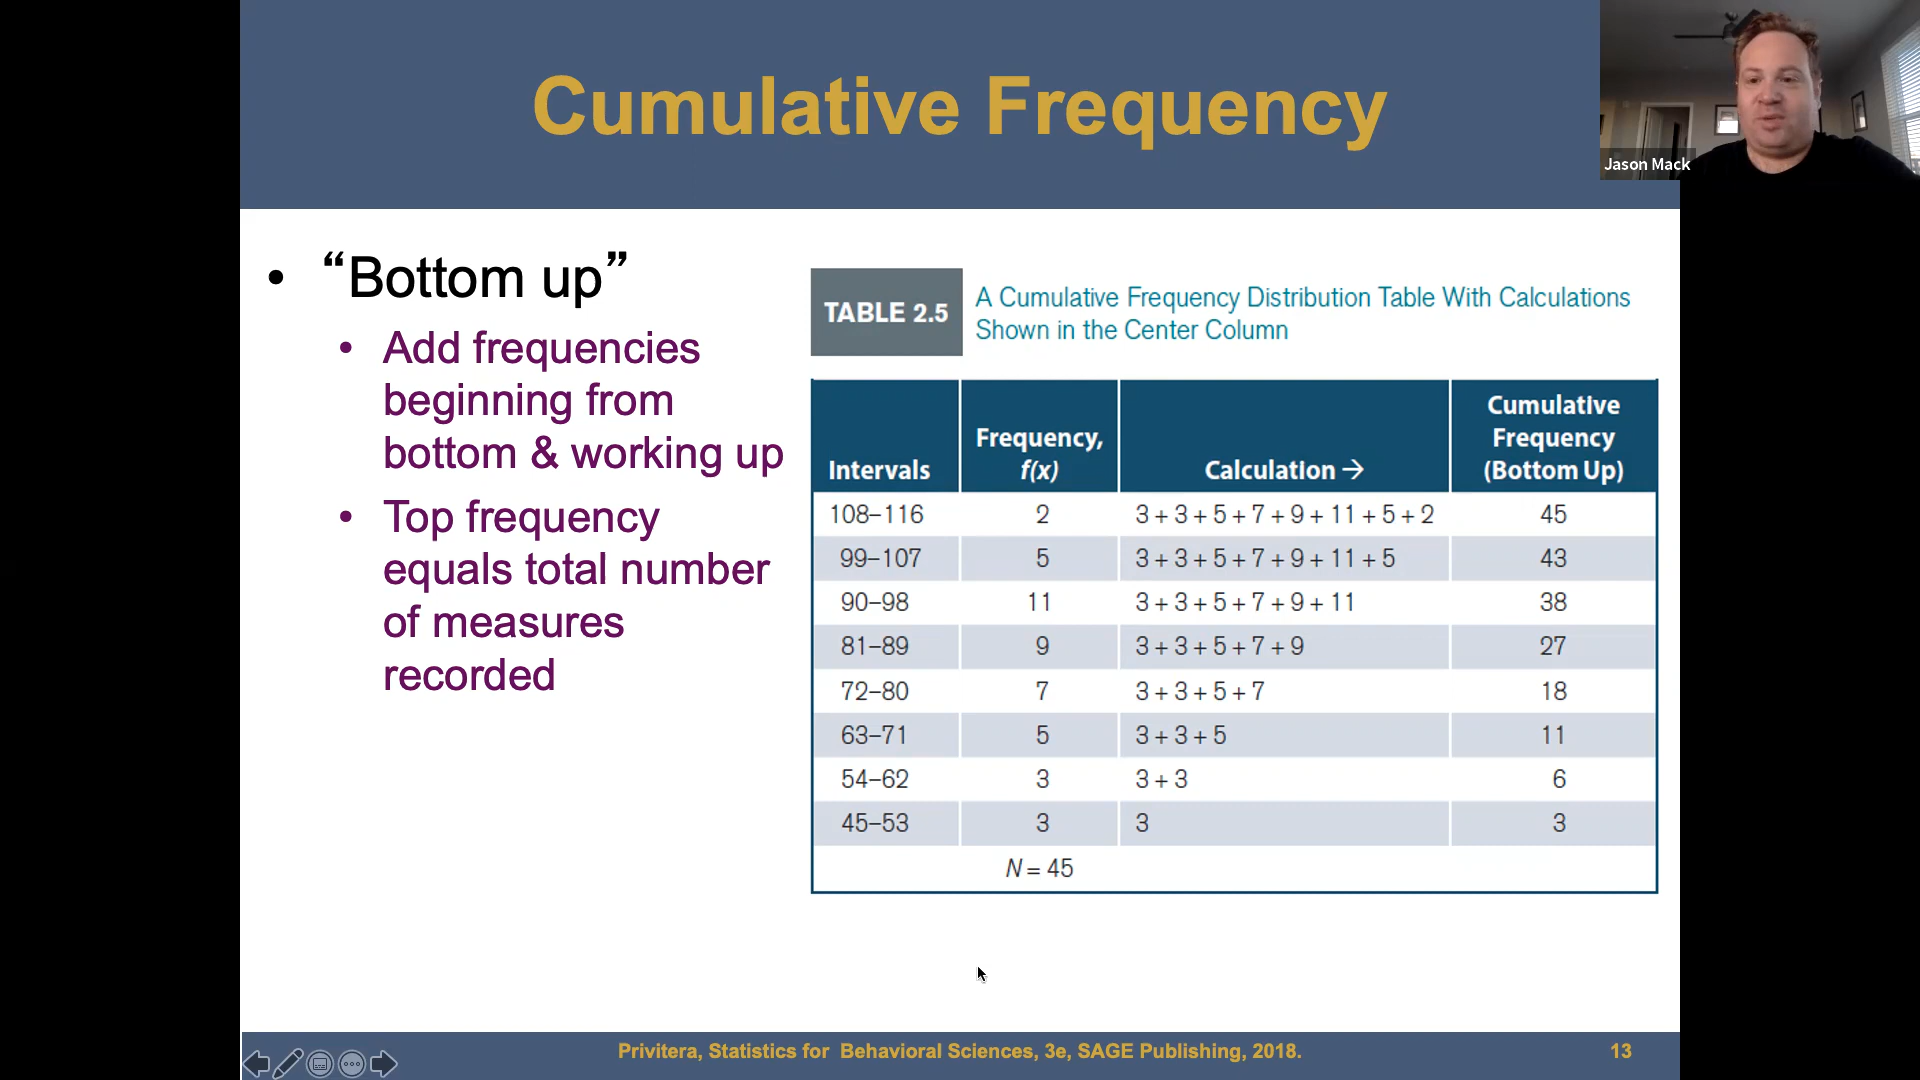 Cumulative Frequency
Jason Mack
• “Bottom up”
• Add frequencies
beginning from
bottom & working up
• Top frequency
equals total number
of measures
recorded
TABLE 2.5
A Cumulative Frequency Distribution Table With Calculations
Shown in the Center Column
Intervals Frequency, f(x) Calculation → Cumulative Frequency (Bottom Up)
108–116 2 3 + 3 + 5 + 7 + 9 + 11 + 5 + 2 45
99–107 5 3 + 3 + 5 + 7 + 9 + 11 + 5 43
90–98 11 3 + 3 + 5 + 7 + 9 + 11 38
81–89 9 3 + 3 + 5 + 7 + 9 27
72–80 7 3 + 3 + 5 + 7 18
63–71 5 3 + 3 + 5 11
54–62 3 3 + 3 6
45–53 3 3 3
N = 45
Privitera, Statistics for Behavioral Sciences, 3e, SAGE Publishing, 2018.
13